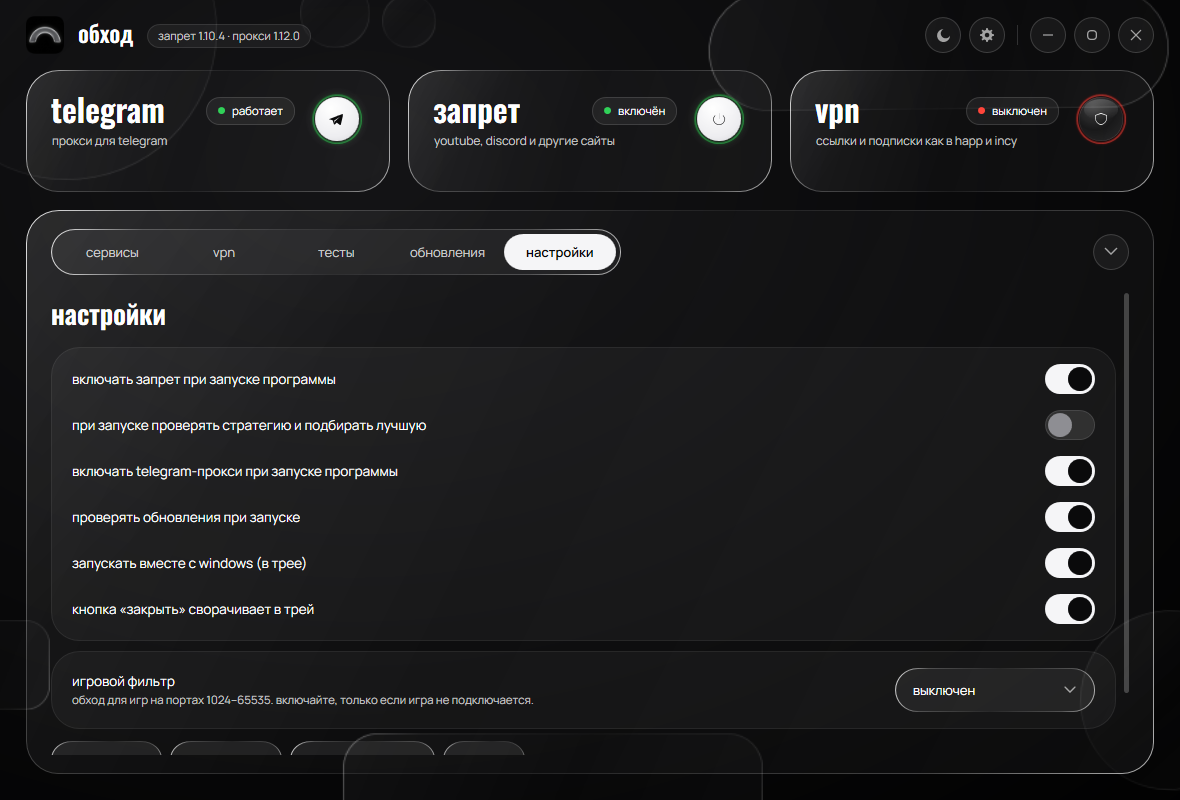 обход
запрет 1.10.4 · прокси 1.12.0
telegram
работает
прокси для telegram
запрет
включён
youtube, discord и другие сайты
vpn
выключен
ссылки и подписки как в happ и incy
сервисы
vpn
тесты
обновления
настройки
настройки
включать запрет при запуске программы
при запуске проверять стратегию и подбирать лучшую
включать telegram-прокси при запуске программы
проверять обновления при запуске
запускать вместе с windows (в трее)
кнопка «закрыть» сворачивает в трей
игровой фильтр
обход для игр на портах 1024–65535. включайте, только если игра не подключается.
выключен